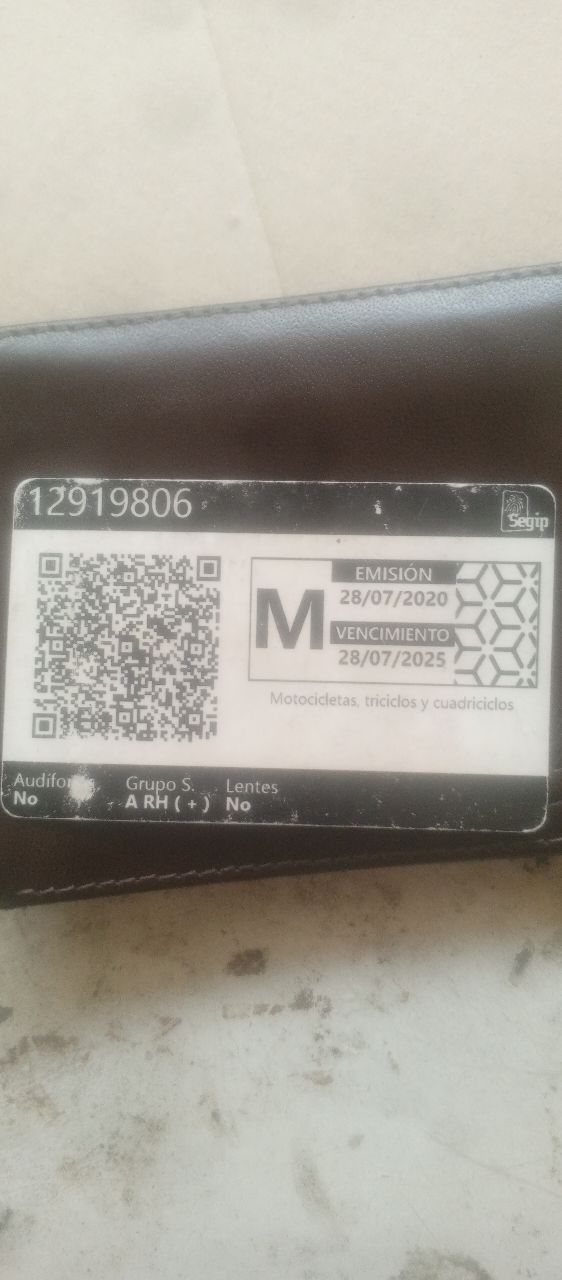 12919806
Segip
M
EMISIÓN
28/07/2020
VENCIMIENTO
28/07/2025
Motocicletas, triciclos y cuadriciclos
Grupo S. Lentes
No A RH ( + ) No